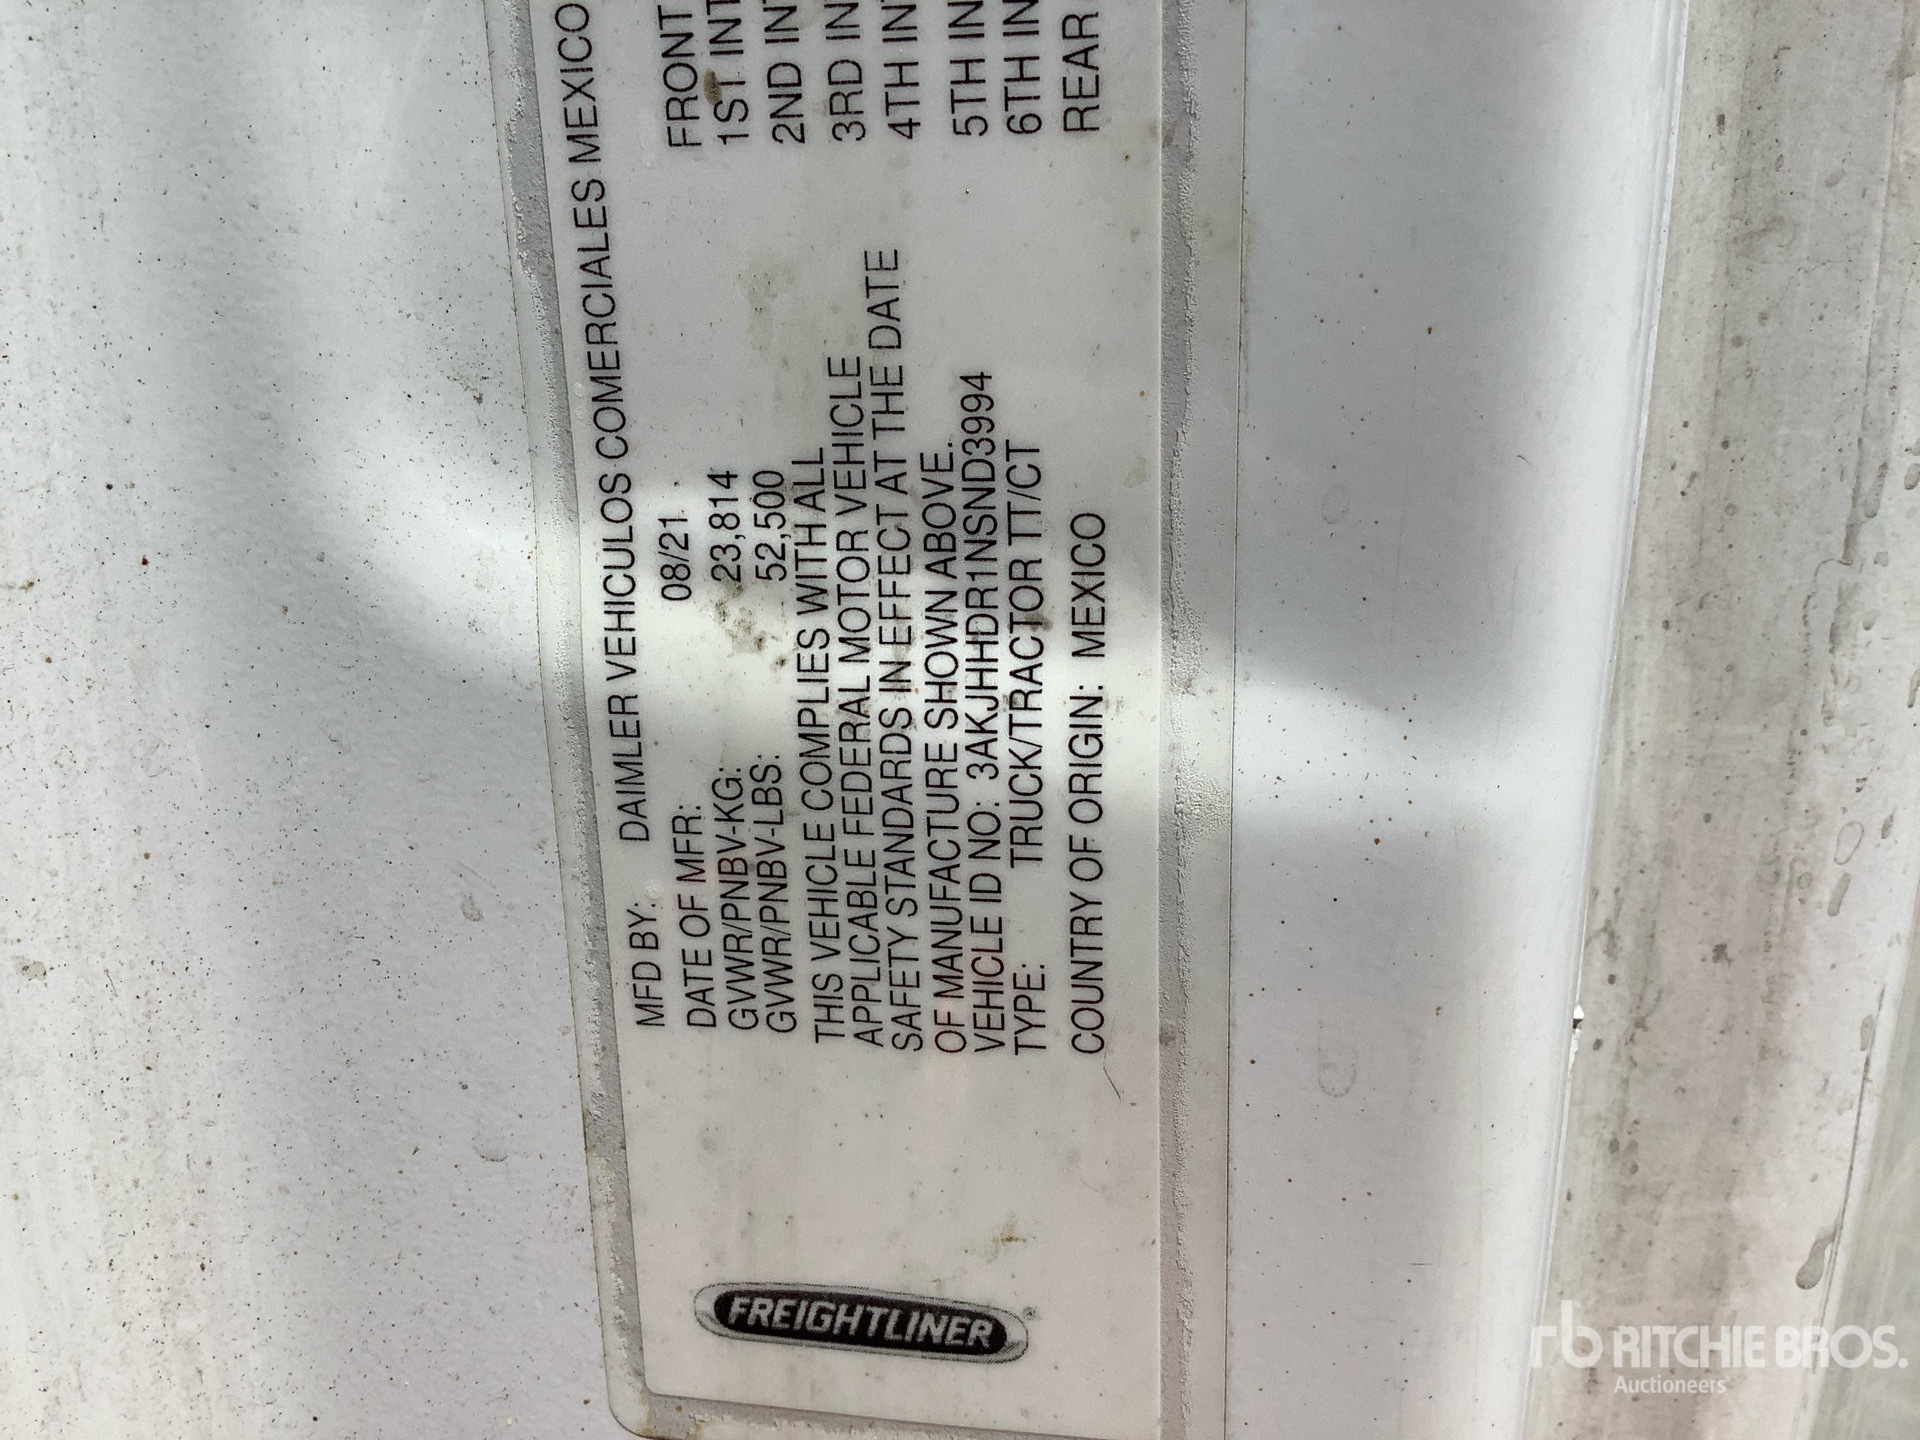 MFD BY: DAIMLER VEHICULOS COMERCIALES MEXICO
DATE OF MFR: 08/21
GVWR/PNBV-KG: 23,814
GVWR/PNBV-LBS: 52,500
THIS VEHICLE COMPLIES WITH ALL
APPLICABLE FEDERAL MOTOR VEHICLE
SAFETY STANDARDS IN EFFECT AT THE DATE
OF MANUFACTURE SHOWN ABOVE.
VEHICLE ID NO: 3AKJHHDR1NSND3994
TYPE: TRUCK/TRACTOR TT/CT
COUNTRY OF ORIGIN: MEXICO
FRONT
1ST INT
2ND INT
3RD IN
4TH INT
5TH IN
6TH IN
REAR
FREIGHTLINER
rb RITCHIE BROS.
Auctioneers